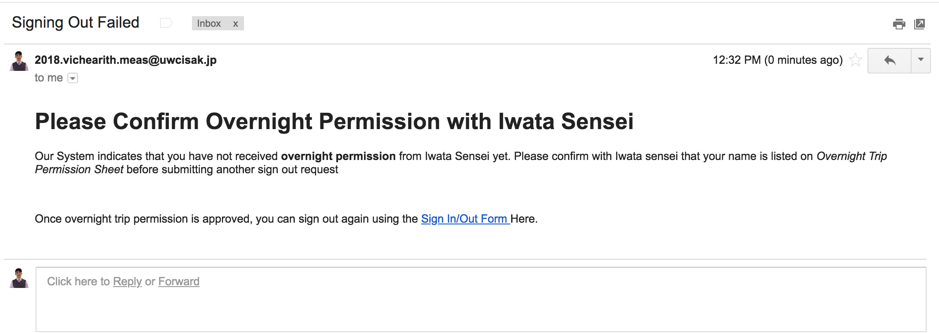 Signing Out Failed
Inbox x
2018.vichearith.meas@uwcisak.jp
12:32 PM (0 minutes ago)
to me
Please Confirm Overnight Permission with Iwata Sensei
Our System indicates that you have not received overnight permission from Iwata Sensei yet. Please confirm with Iwata sensei that your name is listed on Overnight Trip
Permission Sheet before submitting another sign out request
Once overnight trip permission is approved, you can sign out again using the Sign In/Out Form Here.
Click here to Reply or Forward